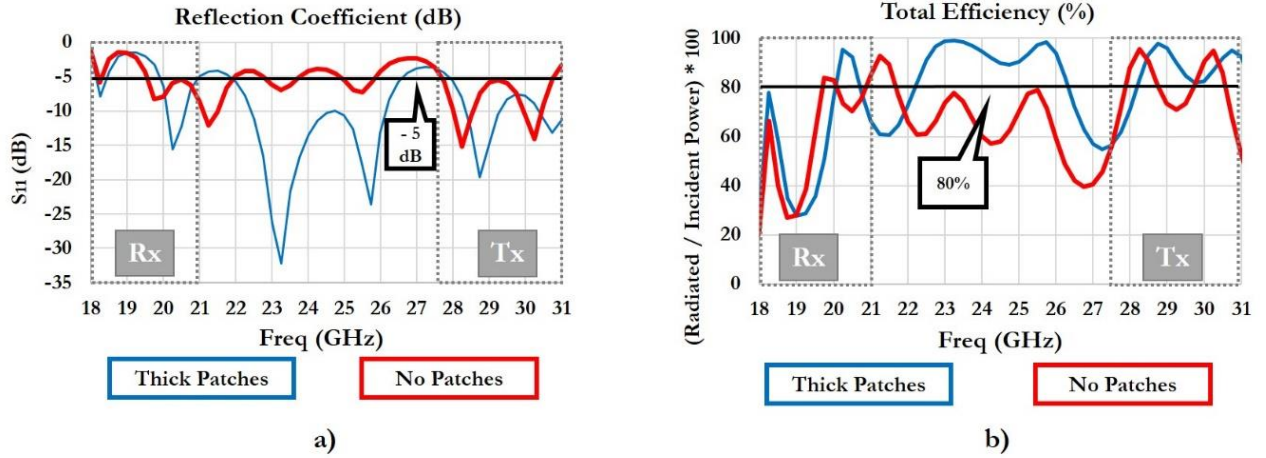 Reflection Coefficient (dB)
0
-5
-10
-15
-20
-25
-30
-35
S11 (dB)
- 5
dB
Rx
Tx
18 19 20 21 22 23 24 25 26 27 28 29 30 31
Freq (GHz)
Thick Patches
No Patches
a)
Total Efficiency (%)
100
80
60
40
20
0
(Radiated / Incident Power) * 100
80%
Rx
Tx
18 19 20 21 22 23 24 25 26 27 28 29 30 31
Freq (GHz)
Thick Patches
No Patches
b)